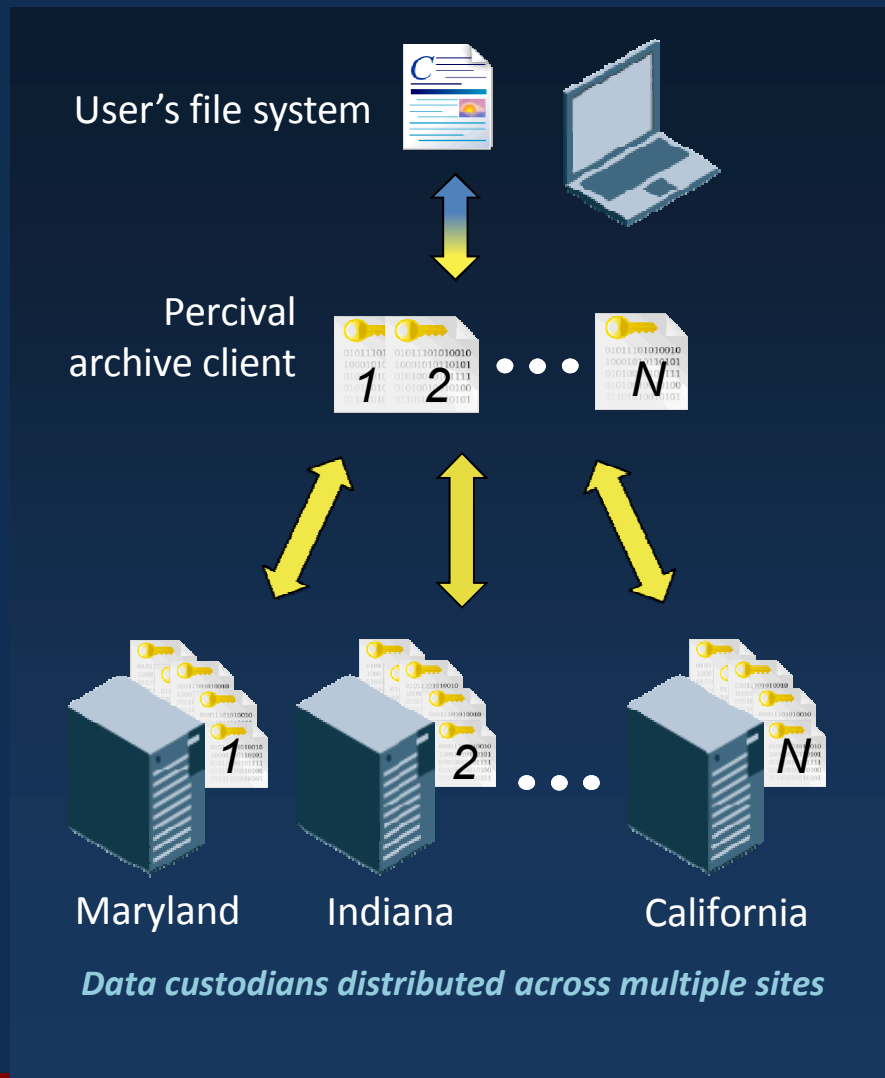 User’s file system
C
Percival
archive client
1 2 N
1 2 N
Maryland Indiana California
Data custodians distributed across multiple sites